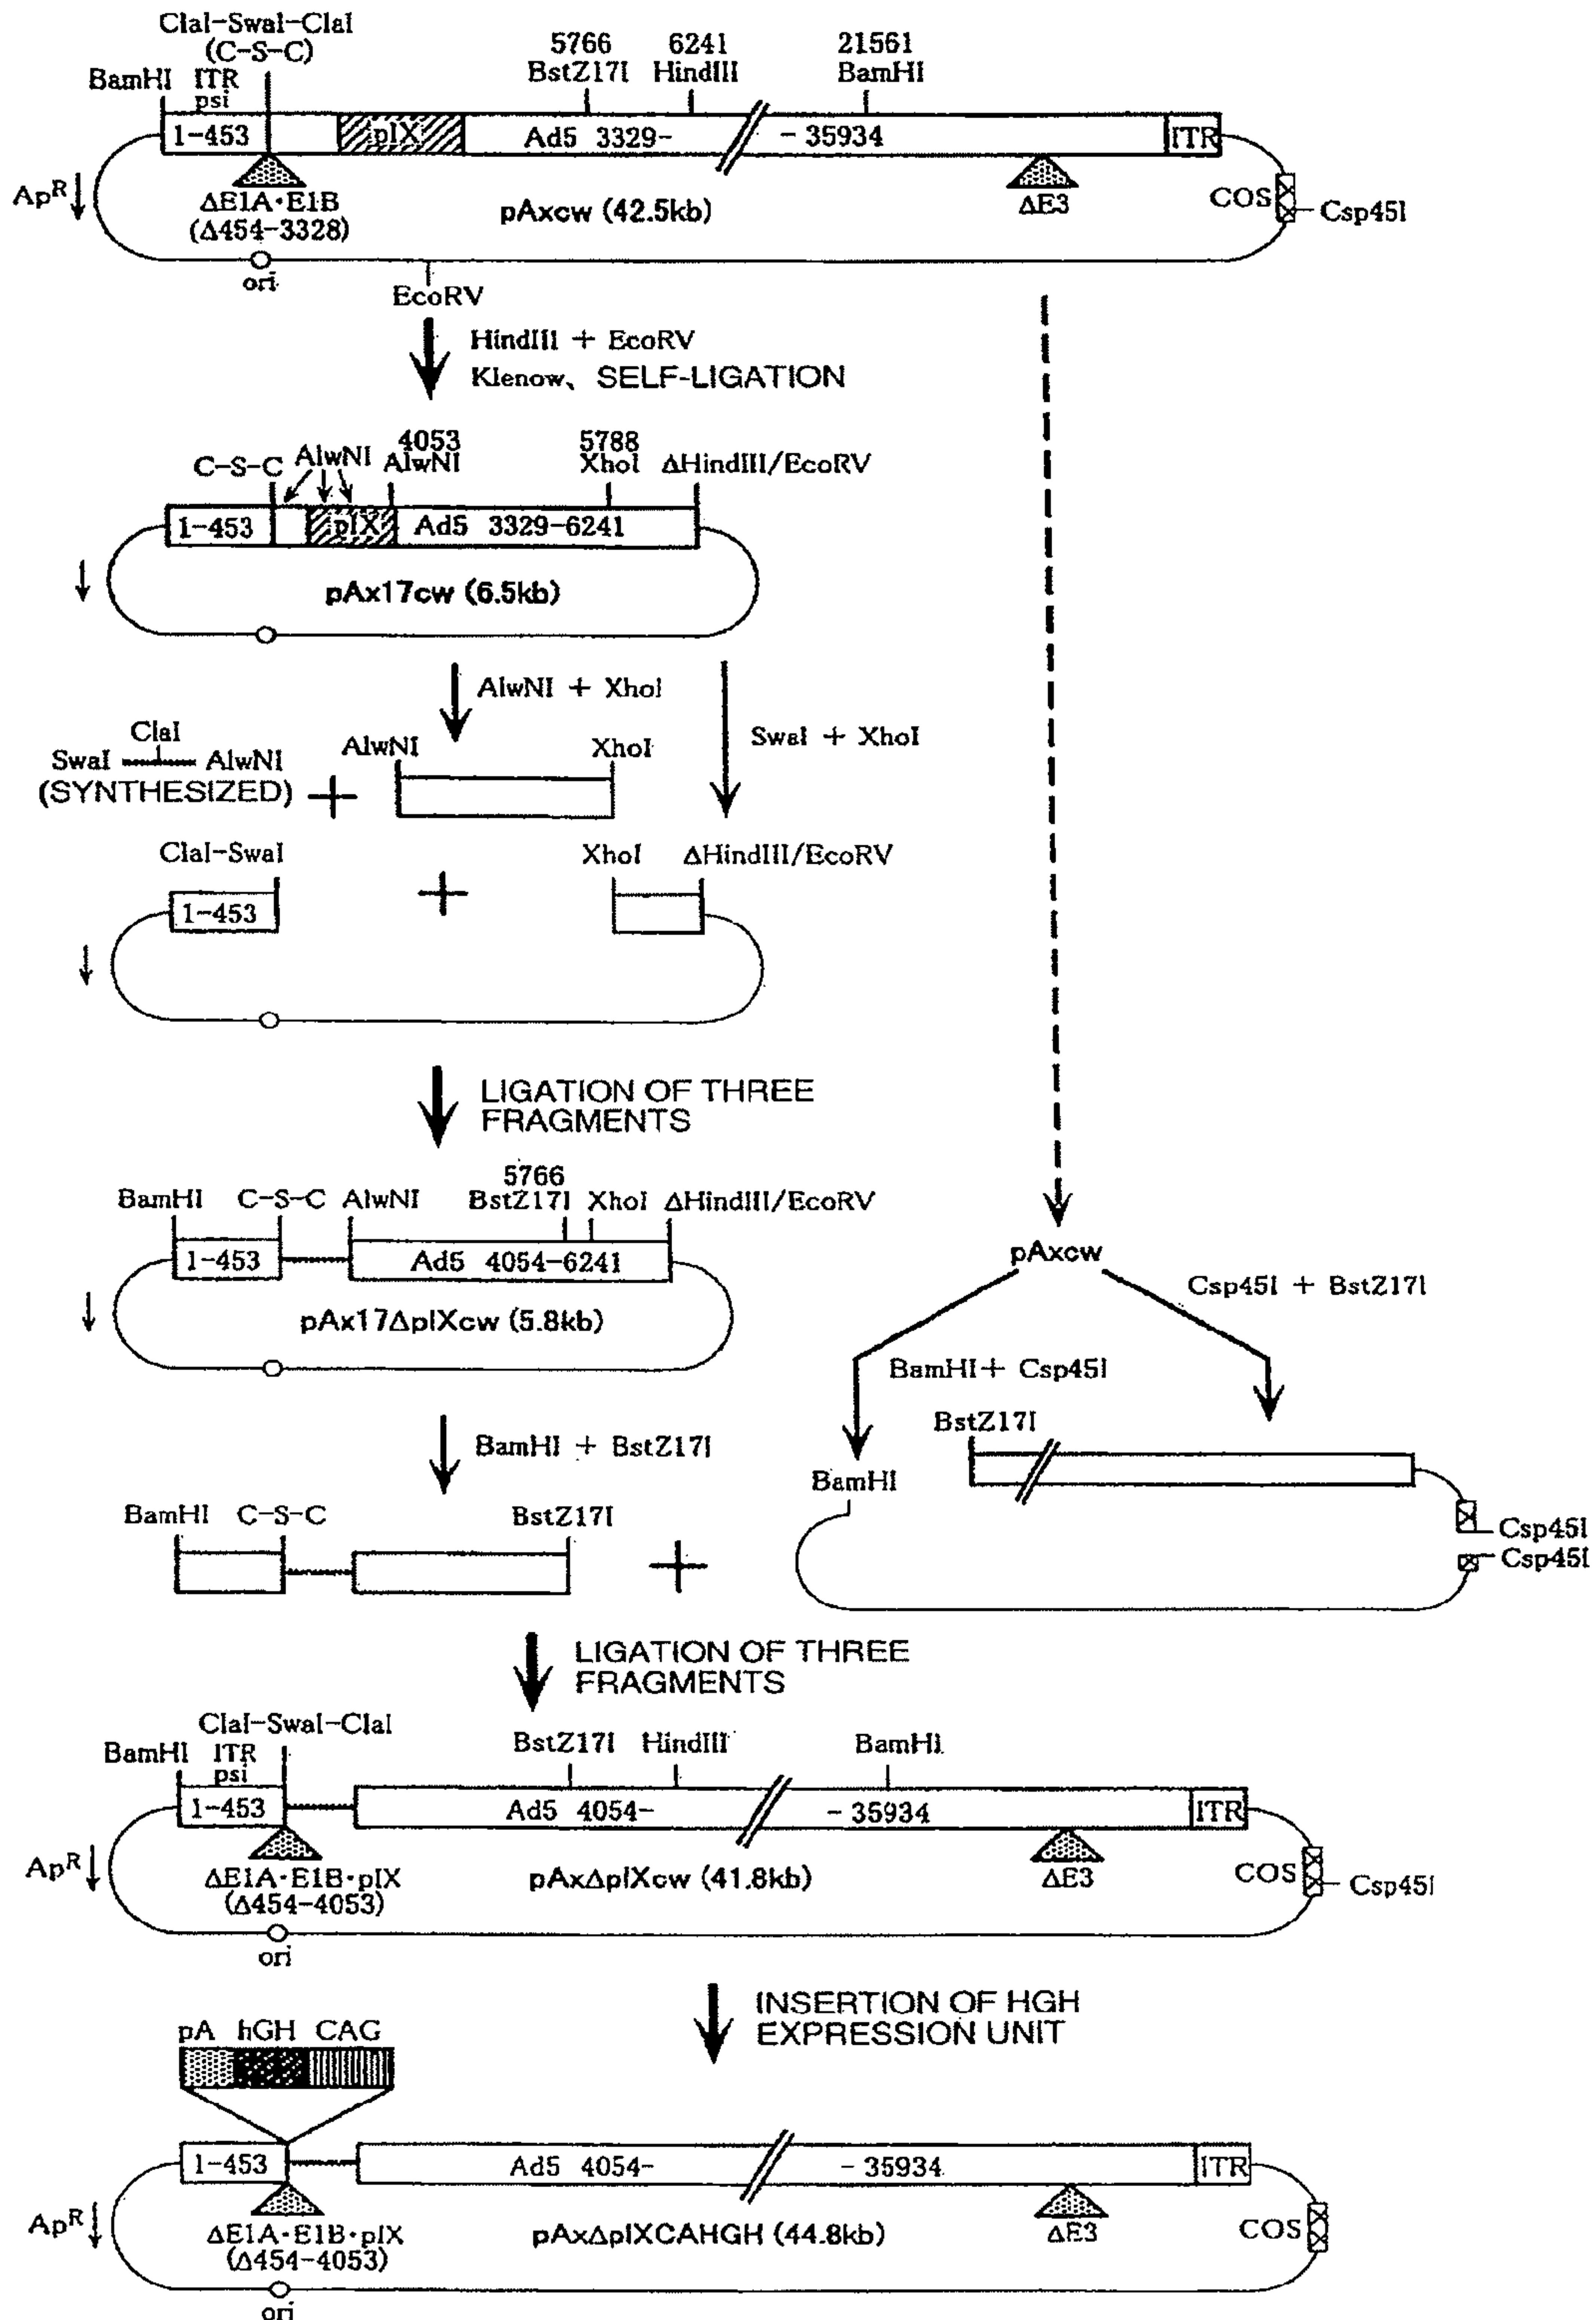 ClaI-SwaI-ClaI
(C-S-C)
BamHI ITR
psi
5766
BstZ17I
6241
HindIII
21561
BamHI
1-453
pIX
Ad5 3329-
- 35934
ITR
ApR
ΔE1A·E1B
(Δ454-3328)
pAxcw (42.5kb)
ΔE3
COS
Csp45I
ori
EcoRV
HindIII + EcoRV
Klenow、SELF-LIGATION
C-S-C
AlwNI
4053
AlwNI
5788
XhoI
ΔHindIII/EcoRV
1-453
pIX
Ad5 3329-6241
pAx17cw (6.5kb)
AlwNI + XhoI
SwaI + XhoI
ClaI
SwaI
AlwNI
(SYNTHESIZED)
+
AlwNI
XhoI
ClaI-SwaI
XhoI
ΔHindIII/EcoRV
1-453
+
LIGATION OF THREE
FRAGMENTS
BamHI
C-S-C
AlwNI
5766
BstZ17I
XhoI
ΔHindIII/EcoRV
1-453
Ad5 4054-6241
pAx17ΔpIXcw (5.8kb)
pAxcw
Csp45I + BstZ17I
BamHI+ Csp45I
BamHI + BstZ17I
BamHI
C-S-C
BstZ17I
+
BamHI
BstZ17I
Csp45I
Csp45I
LIGATION OF THREE
FRAGMENTS
ClaI-SwaI-ClaI
BamHI ITR
psi
BstZ17I
HindIII
BamHI
1-453
Ad5 4054-
- 35934
ITR
ApR
ΔE1A·E1B·pIX
(Δ454-4053)
pAxΔpIXcw (41.8kb)
ΔE3
COS
Csp45I
ori
INSERTION OF HGH
EXPRESSION UNIT
pA hGH CAG
1-453
Ad5 4054-
- 35934
ITR
ApR
ΔE1A·E1B·pIX
(Δ454-4053)
pAxΔpIXCAHGH (44.8kb)
ΔE3
COS
ori